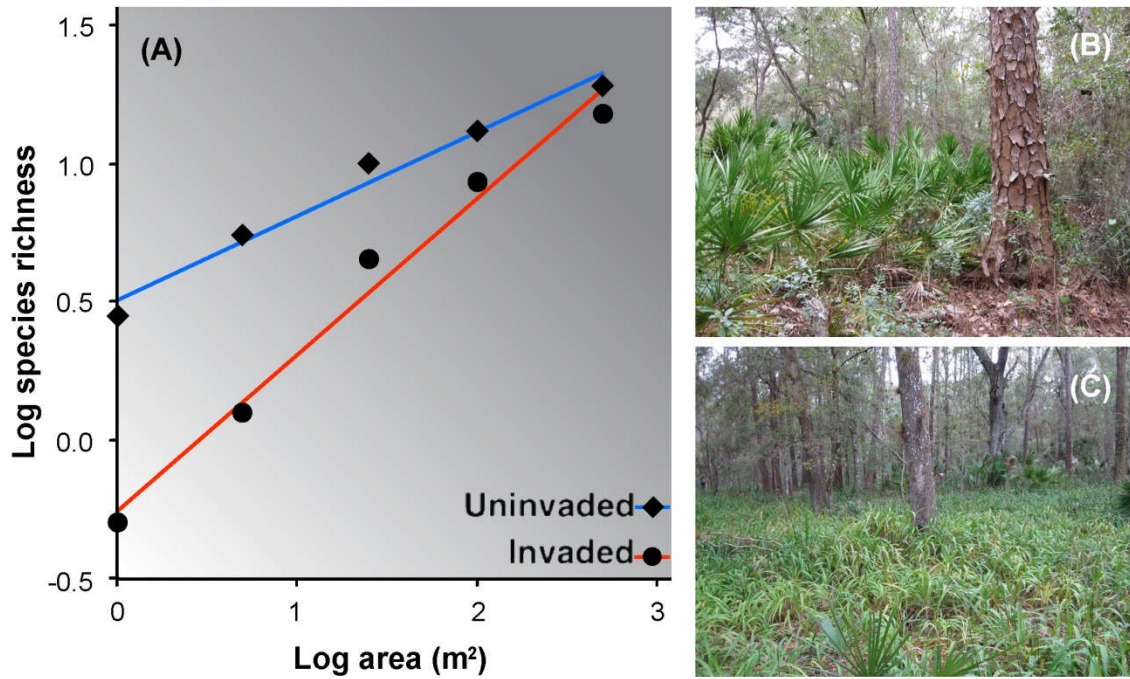 (A)
1.5
1.0
0.5
0.0
-0.5
0
1
2
3
Log species richness
Log area (m²)
Uninvaded
Invaded
(B)
(C)